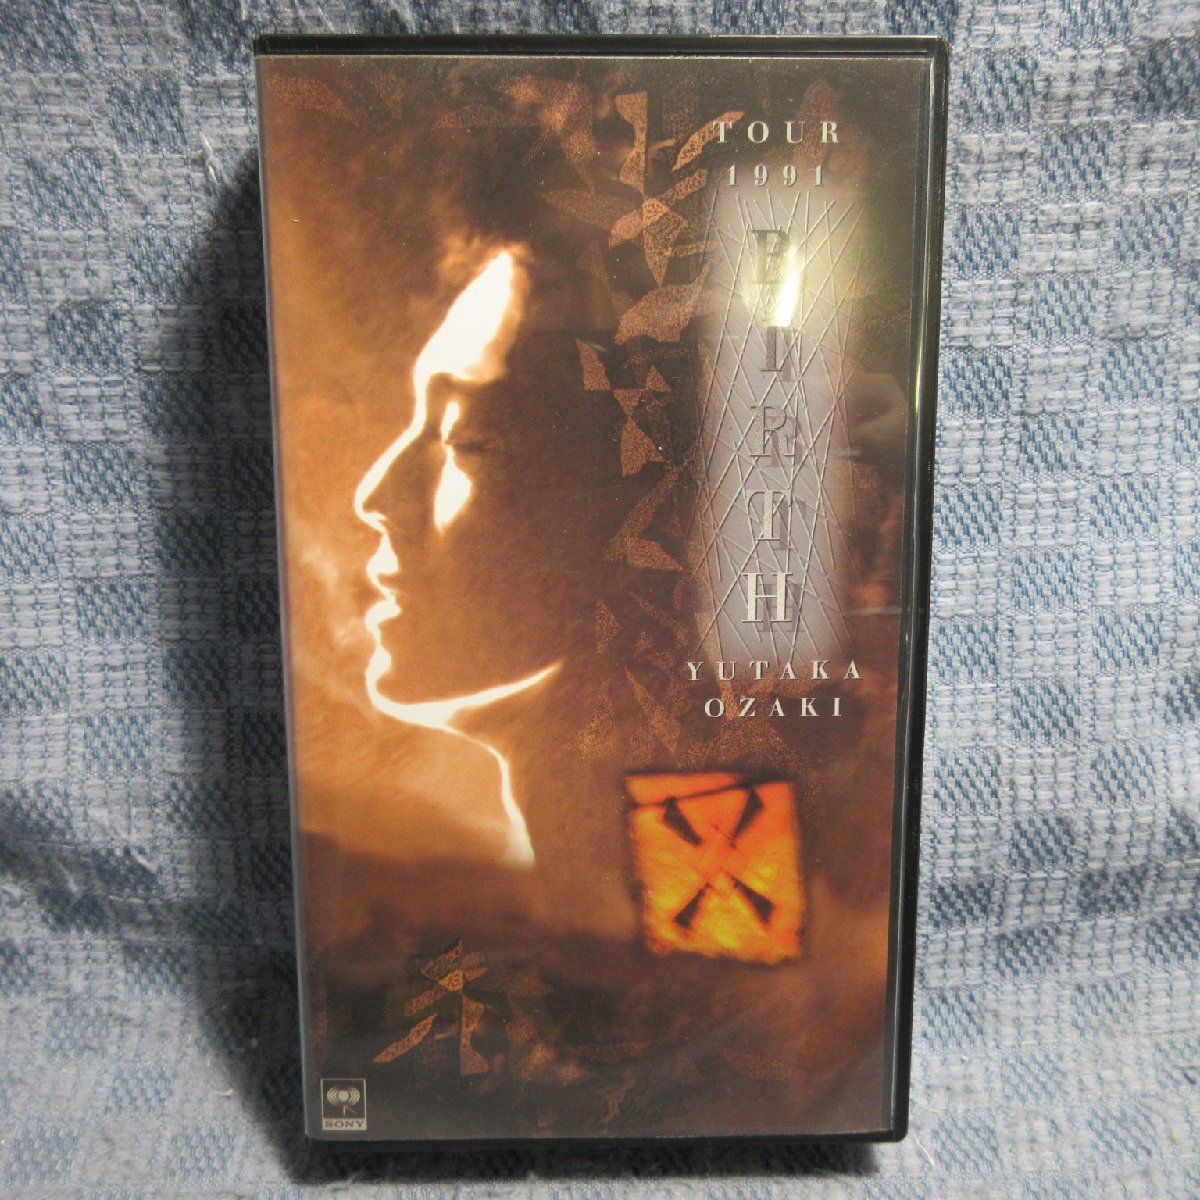 TOUR
1991
BIRTH
YUTAKA
OZAKI
SONY